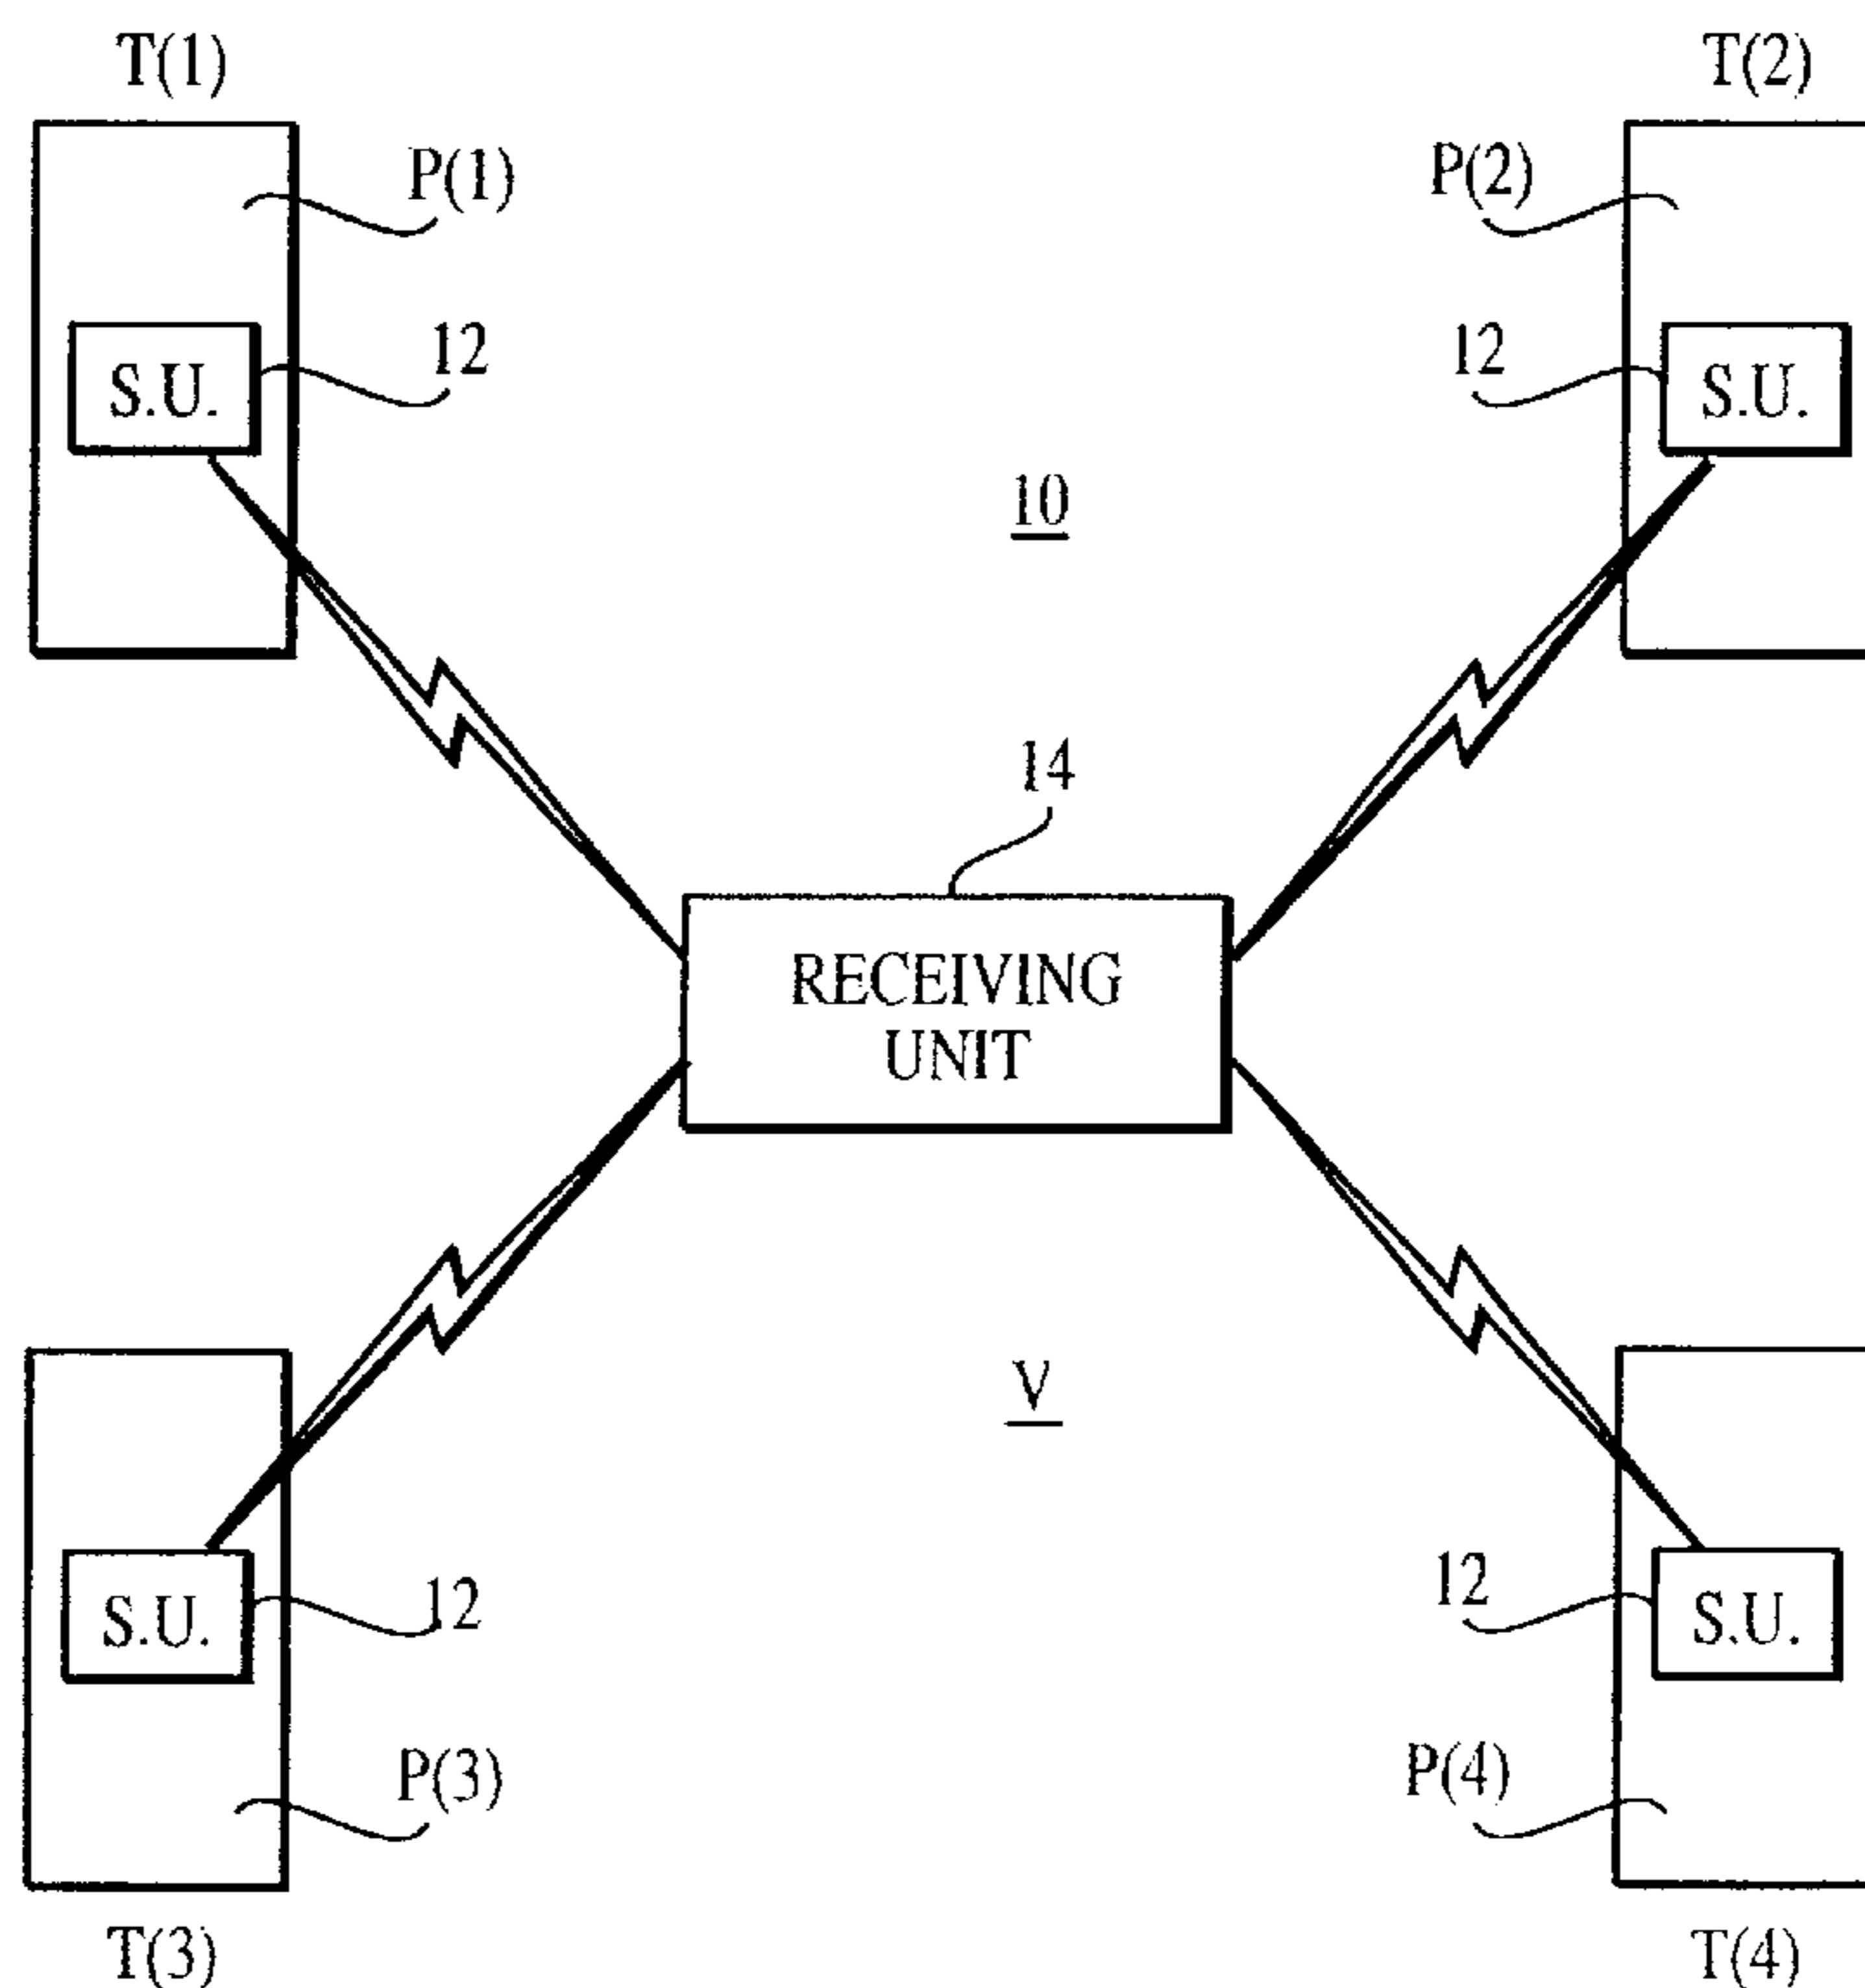 T(1)
T(2)
P(1)
P(2)
12
12
S.U.
S.U.
10
14
RECEIVING
UNIT
V
12
12
S.U.
S.U.
P(3)
P(4)
T(3)
T(4)